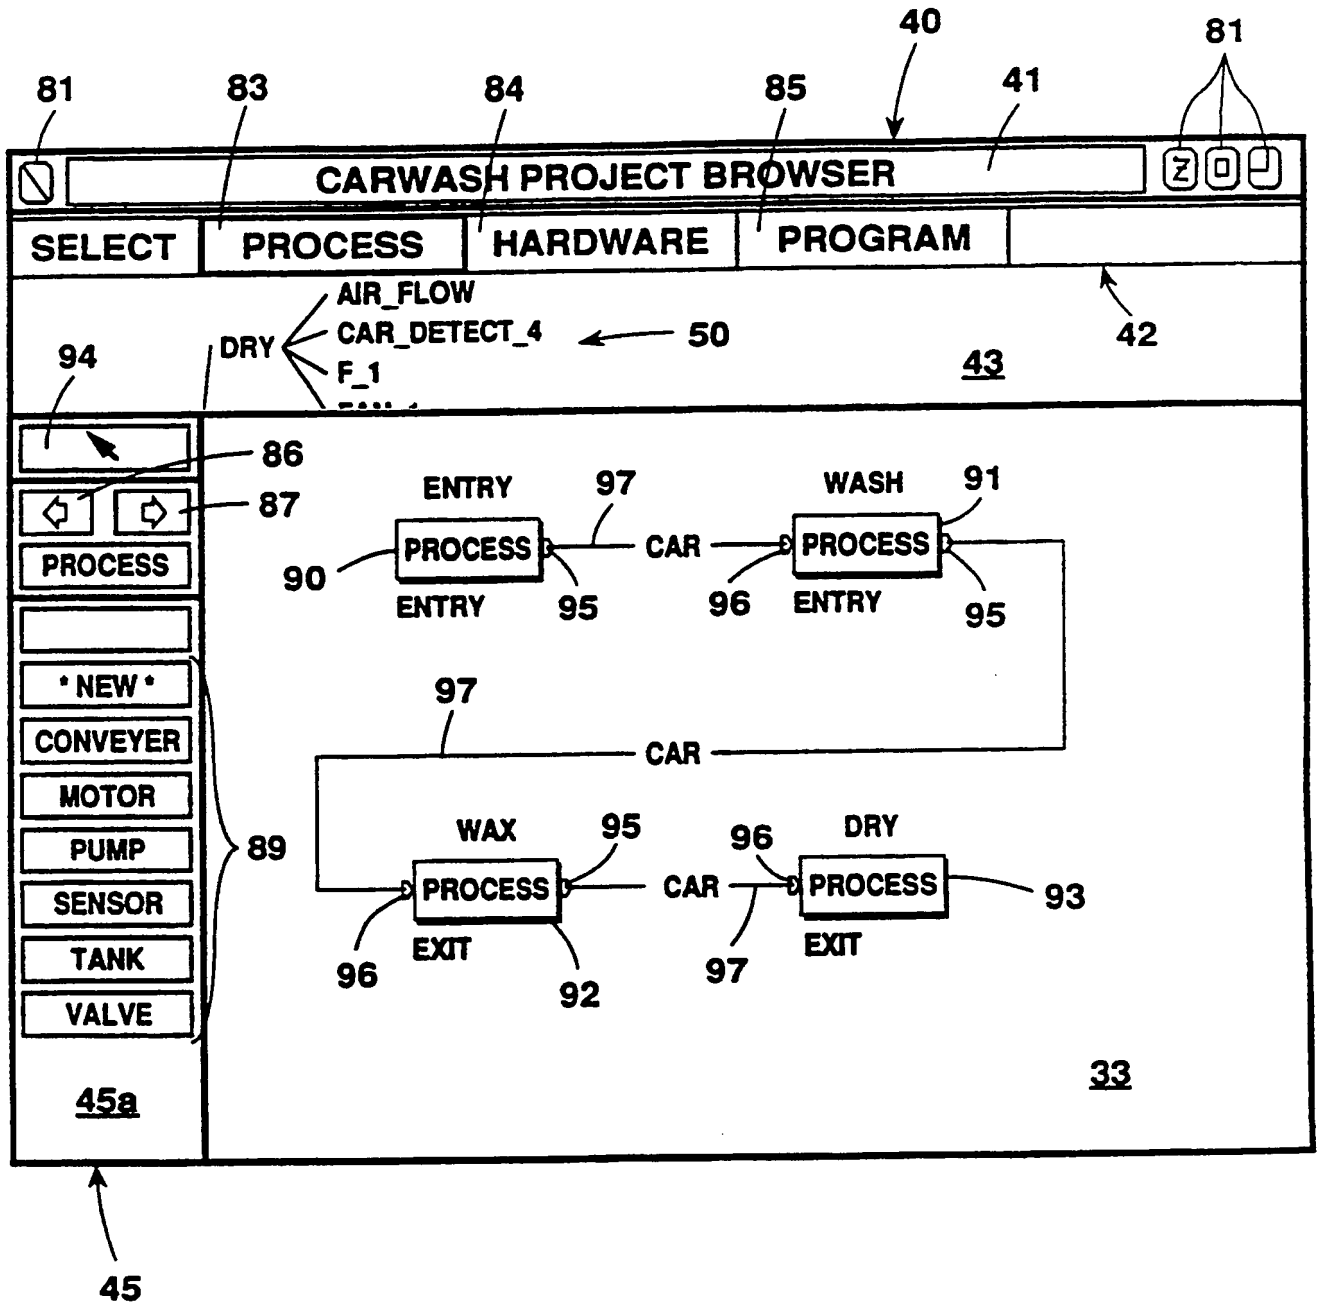 40
81
81
83
84
85
41
CARWASH PROJECT BROWSER
Z
SELECT PROCESS HARDWARE PROGRAM
AIR_FLOW
42
DRY
CAR_DETECT_4
50
94
F_1
43
86
87
PROCESS
ENTRY
97
WASH
91
PROCESS
CAR
PROCESS
90
95
96
95
ENTRY
ENTRY
* NEW *
CONVEYER
MOTOR
PUMP
SENSOR
TANK
VALVE
89
97
CAR
WAX
95
96
DRY
PROCESS
CAR
PROCESS
93
EXIT
EXIT
96
92
97
45a
33
45